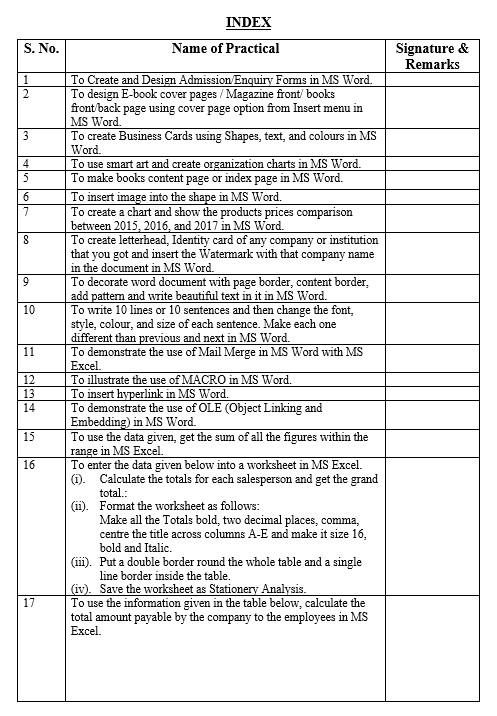 INDEX
S. No. Name of Practical Signature &
Remarks
1 To Create and Design Admission/Enquiry Forms in MS Word.
2 To design E-book cover pages / Magazine front/ books
front/back page using cover page option from Insert menu in
MS Word.
3 To create Business Cards using Shapes, text, and colours in MS
Word.
4 To use smart art and create organization charts in MS Word.
5 To make books content page or index page in MS Word.
6 To insert image into the shape in MS Word.
7 To create a chart and show the products prices comparison
between 2015, 2016, and 2017 in MS Word.
8 To create letterhead, Identity card of any company or institution
that you got and insert the Watermark with that company name
in the document in MS Word.
9 To decorate word document with page border, content border,
add pattern and write beautiful text in it in MS Word.
10 To write 10 lines or 10 sentences and then change the font,
style, colour, and size of each sentence. Make each one
different than previous and next in MS Word.
11 To demonstrate the use of Mail Merge in MS Word with MS
Excel.
12 To illustrate the use of MACRO in MS Word.
13 To insert hyperlink in MS Word.
14 To demonstrate the use of OLE (Object Linking and
Embedding) in MS Word.
15 To use the data given, get the sum of all the figures within the
range in MS Excel.
16 To enter the data given below into a worksheet in MS Excel.
(i). Calculate the totals for each salesperson and get the grand
total.:
(ii). Format the worksheet as follows:
Make all the Totals bold, two decimal places, comma,
centre the title across columns A-E and make it size 16,
bold and Italic.
(iii). Put a double border round the whole table and a single
line border inside the table.
(iv). Save the worksheet as Stationery Analysis.
17 To use the information given in the table below, calculate the
total amount payable by the company to the employees in MS
Excel.